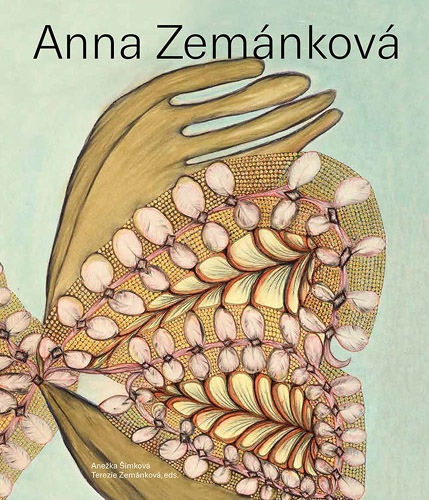 Anna Zemánková
Anežka Šimková
Terezie Zemánková, eds.